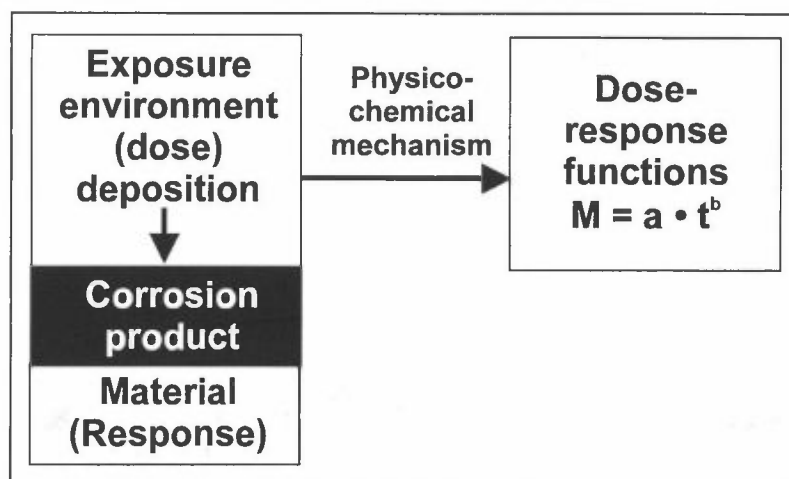 Exposure
environment
(dose)
deposition
Corrosion
product
Material
(Response)
Physico-
chemical
mechanism
Dose-
response
functions
M = a • t^b